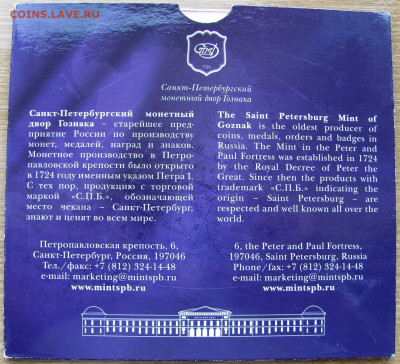 COINS.LAVE.RU
1724
Санкт-Петербургский
монетный двор Гознака
Санкт-Петербургский монетный
двор Гознака – старейшее пред-
приятие России по производству
монет, медалей, наград и знаков.
Монетное производство в Петро-
павловской крепости было открыто
в 1724 году именным указом Петра I.
С тех пор, продукцию с торговой
маркой «С.П.Б.», обозначающей
место чекана – Санкт-Петербург,
знают и ценят во всем мире.
Петропавловская крепость, 6,
Санкт-Петербург, Россия, 197046
Тел./факс: +7 (812) 324-14-48
e-mail: marketing@mintspb.ru
www.mintspb.ru
The Saint Petersburg Mint of
Goznak is the oldest producer of
coins, medals, orders and badges in
Russia. The Mint in the Peter and
Paul Fortress was established in 1724
by the Royal Decree of Peter the
Great. Since then the products with
trademark «С.П.Б.» indicating the
origin – Saint Petersburg – are
respected and well known all over the
world.
6, the Peter and Paul Fortress,
197046, Saint Petersburg, Russia
Phone/fax: +7 (812) 324-14-48
e-mail: marketing@mintspb.ru
www.mintspb.ru